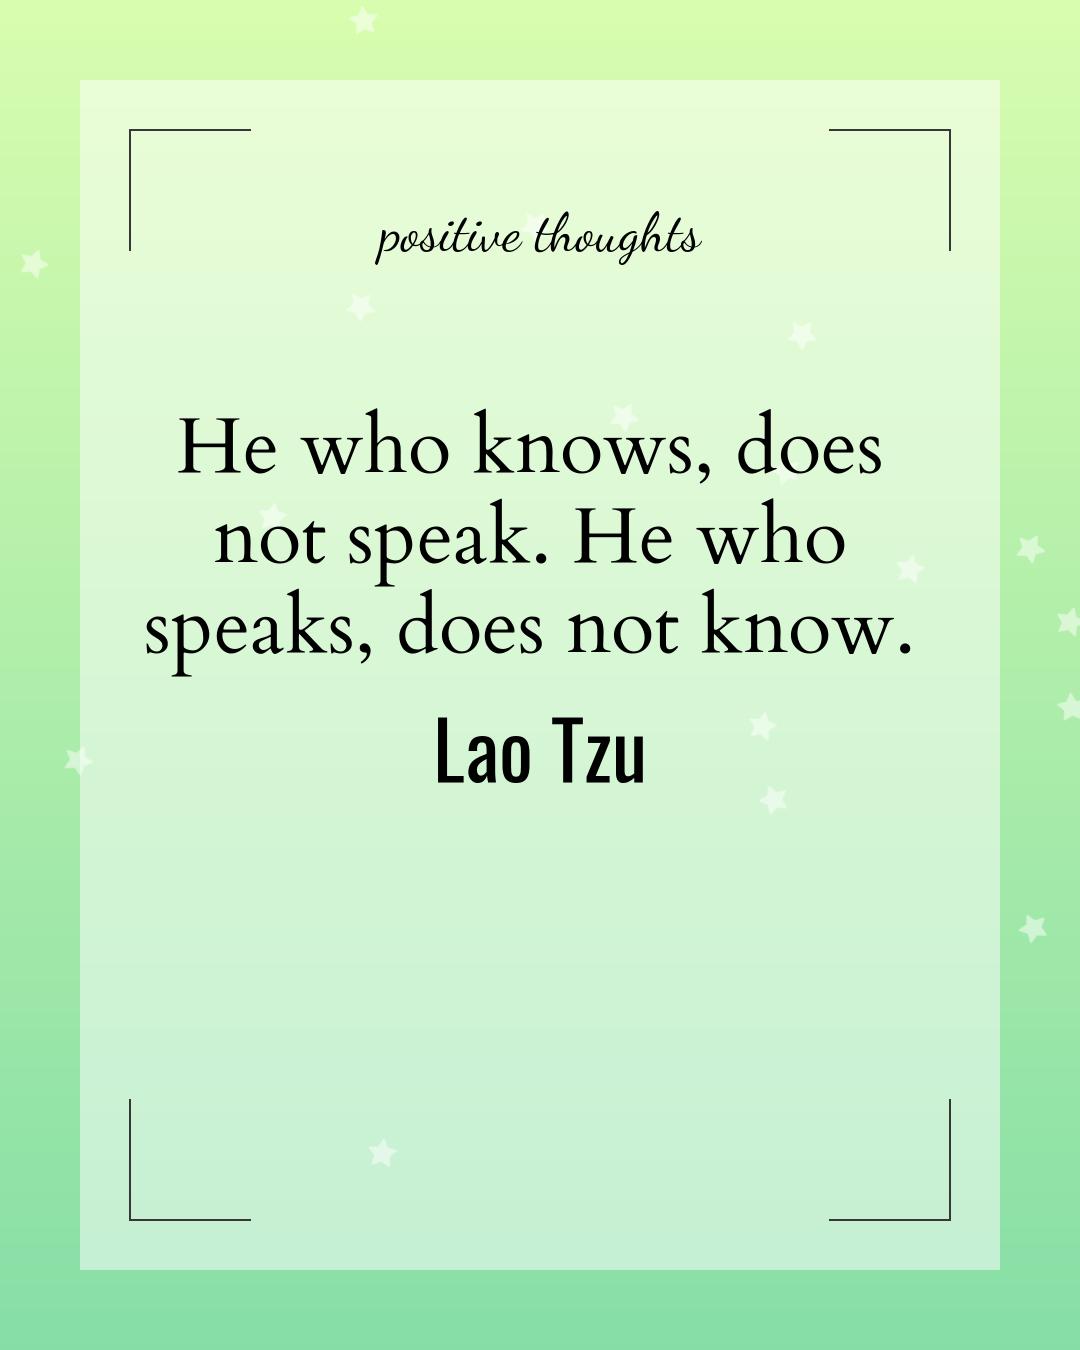 positive thoughts
He who knows, does
not speak. He who
speaks, does not know.
Lao Tzu